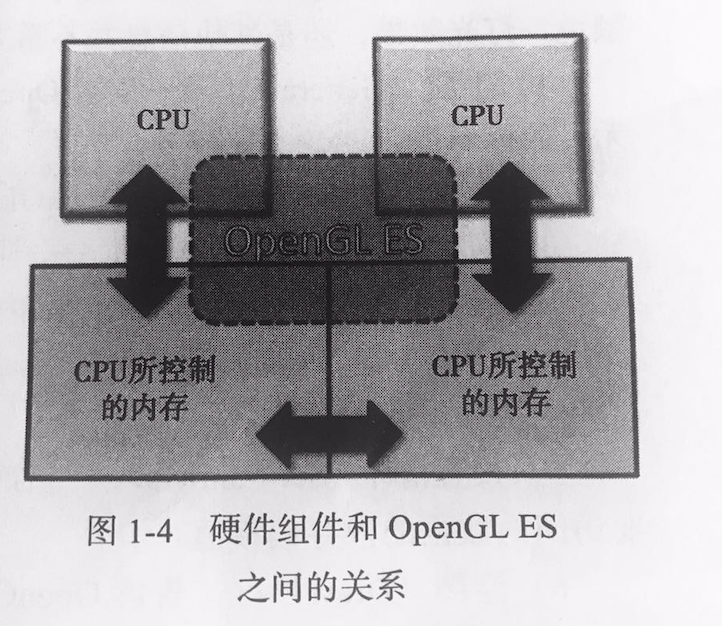 CPU
CPU
OpenGL ES
CPU所控制
的内存
CPU所控制
的内存
图 1-4 硬件组件和 OpenGL ES
之间的关系